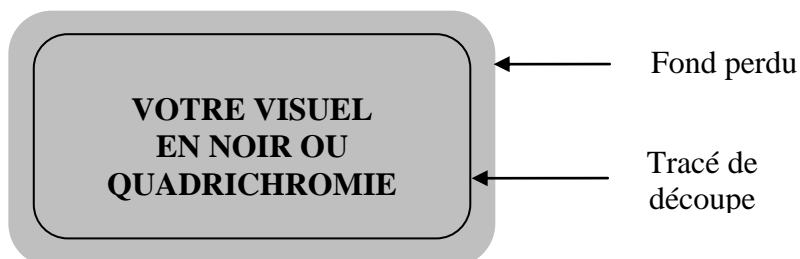 VOTRE VISUEL
EN NOIR OU
QUADRICHROMIE
Fond perdu
Tracé de
découpe